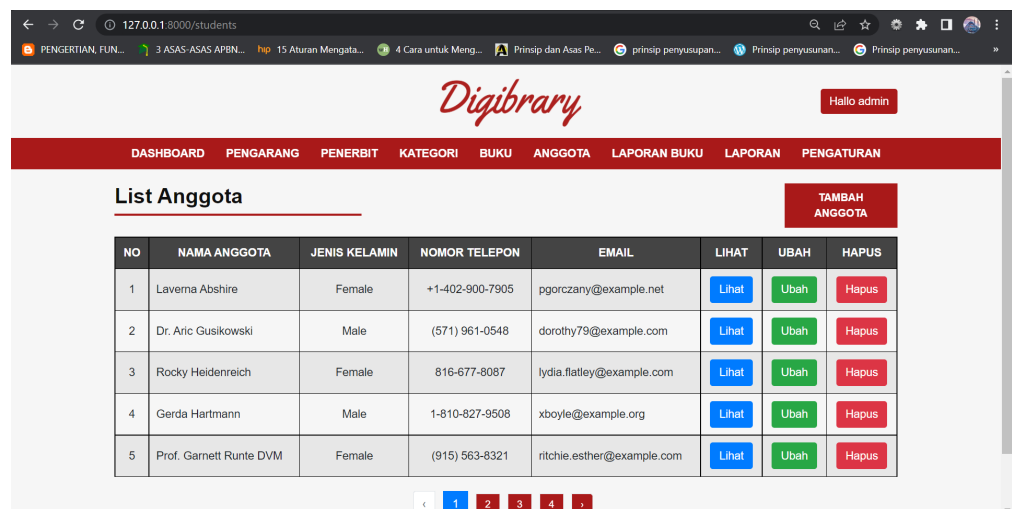 127.0.0.1:8000/students
PENGERTIAN, FUN... 3 ASAS-ASAS APBN... hip 15 Aturan Mengata... 4 Cara untuk Meng... Prinsip dan Asas Pe... G prinsip penyusupan... Prinsip penyusunan... G Prinsip penyusunan... »
Digibrary
Hallo admin
DASHBOARD PENGARANG PENERBIT KATEGORI BUKU ANGGOTA LAPORAN BUKU LAPORAN PENGATURAN
List Anggota
TAMBAH
ANGGOTA
NO NAMA ANGGOTA JENIS KELAMIN NOMOR TELEPON EMAIL LIHAT UBAH HAPUS
1 Laverna Abshire Female +1-402-900-7905 pgorczany@example.net Lihat Ubah Hapus
2 Dr. Aric Gusikowski Male (571) 961-0548 dorothy79@example.com Lihat Ubah Hapus
3 Rocky Heidenreich Female 816-677-8087 lydia.flatley@example.com Lihat Ubah Hapus
4 Gerda Hartmann Male 1-810-827-9508 xboyle@example.org Lihat Ubah Hapus
5 Prof. Garnett Runte DVM Female (915) 563-8321 ritchie.esther@example.com Lihat Ubah Hapus
‹ 1 2 3 4 ›